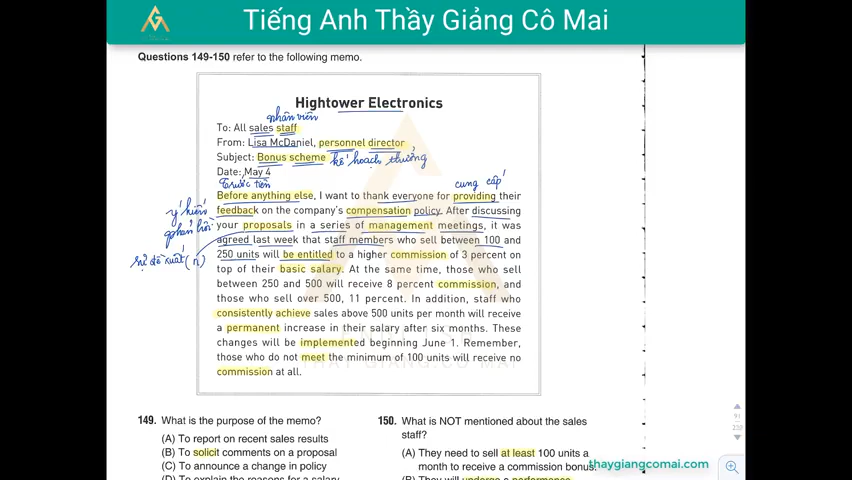 Tiếng Anh Thầy Giảng Cô Mai
Questions 149-150 refer to the following memo.
Hightower Electronics
nhân viên
To: All sales staff
From: Lisa McDaniel, personnel director
Subject: Bonus scheme kế hoạch thưởng
Date: May 4
trước tiên
cung cấp
Before anything else, I want to thank everyone for providing their
ý kiến
feedback on the company's compensation policy. After discussing
phản hồi
your proposals in a series of management meetings, it was
agreed last week that staff members who sell between 100 and
sự đề xuất (n)
250 units will be entitled to a higher commission of 3 percent on
top of their basic salary. At the same time, those who sell
between 250 and 500 will receive 8 percent commission, and
those who sell over 500, 11 percent. In addition, staff who
consistently achieve sales above 500 units per month will receive
a permanent increase in their salary after six months. These
changes will be implemented beginning June 1. Remember,
those who do not meet the minimum of 100 units will receive no
commission at all.
149. What is the purpose of the memo?
(A) To report on recent sales results
(B) To solicit comments on a proposal
(C) To announce a change in policy
(D) To explain the reasons for a salary
150. What is NOT mentioned about the sales
staff?
(A) They need to sell at least 100 units a
month to receive a commission bonus.
(B) They will undergo a performance
thaygiangcomai.com